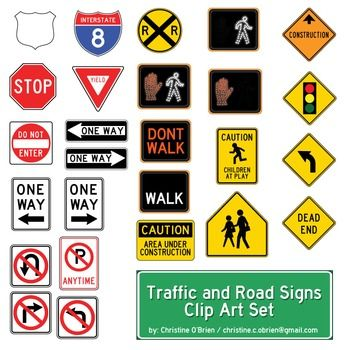 INTERSTATE
8
R R
CONSTRUCTION
STOP
YIELD
DO NOT
ENTER
ONE WAY
ONE WAY
DONT
WALK
CAUTION
CHILDREN
AT PLAY
ONE
WAY
ONE
WAY
WALK
DEAD
END
CAUTION
AREA UNDER
CONSTRUCTION
P
ANYTIME
Traffic and Road Signs
Clip Art Set
by: Christine O'Brien / christine.c.obrien@gmail.com